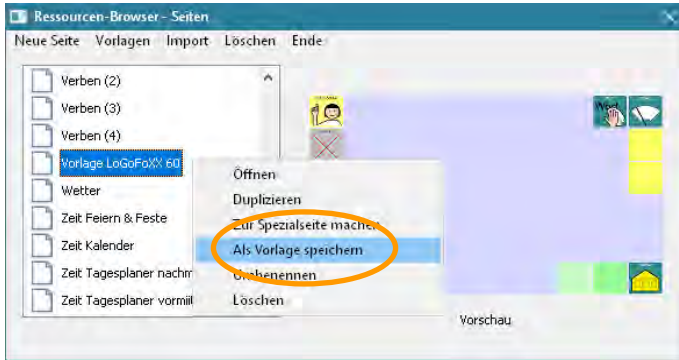 Ressourcen-Browser - Seiten
Neue Seite Vorlagen Import Löschen Ende
Verben (2)
Verben (3)
Verben (4)
Vorlage LoGoFoXX 60
Wetter
Zeit Feiern & Feste
Zeit Kalender
Zeit Tagesplaner nachm
Zeit Tagesplaner vormit
Öffnen
Duplizieren
Zur Spezialseite machen
Als Vorlage speichern
Umbenennen
Löschen
Vorschau